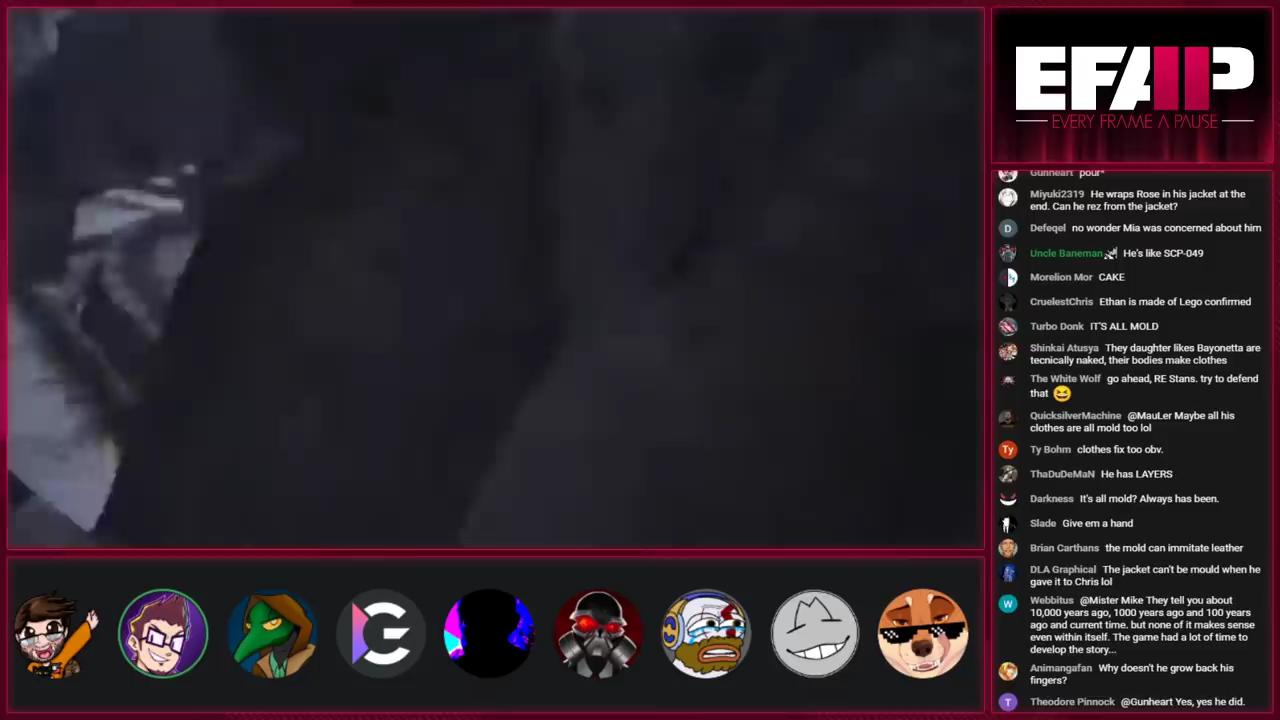 EFAP
EVERY FRAME A PAUSE
Gunheart pour*
Miyuki2319 He wraps Rose in his jacket at the
end. Can he rez from the jacket?
D
Defeqel no wonder Mia was concerned about him
Uncle Baneman He's like SCP-049
Morelion Mor CAKE
CruelestChris Ethan is made of Lego confirmed
Turbo Donk IT'S ALL MOLD
Shinkai Atusya They daughter likes Bayonetta are
tecnically naked, their bodies make clothes
The White Wolf go ahead, RE Stans. try to defend
that 😆
QuicksilverMachine @MauLer Maybe all his
clothes are all mold too lol
Ty
Ty Bohm clothes fix too obv.
ThaDuDeMaN He has LAYERS
Darkness It's all mold? Always has been.
Slade Give em a hand
Brian Carthans the mold can immitate leather
DLA Graphical The jacket can't be mould when he
gave it to Chris lol
W
Webbitus @Mister Mike They tell you about
10,000 years ago, 1000 years ago and 100 years
ago and current time. but none of it makes sense
even within itself. The game had a lot of time to
develop the story...
Animangafan Why doesn't he grow back his
fingers?
T
Theodore Pinnock @Gunheart Yes, yes he did.